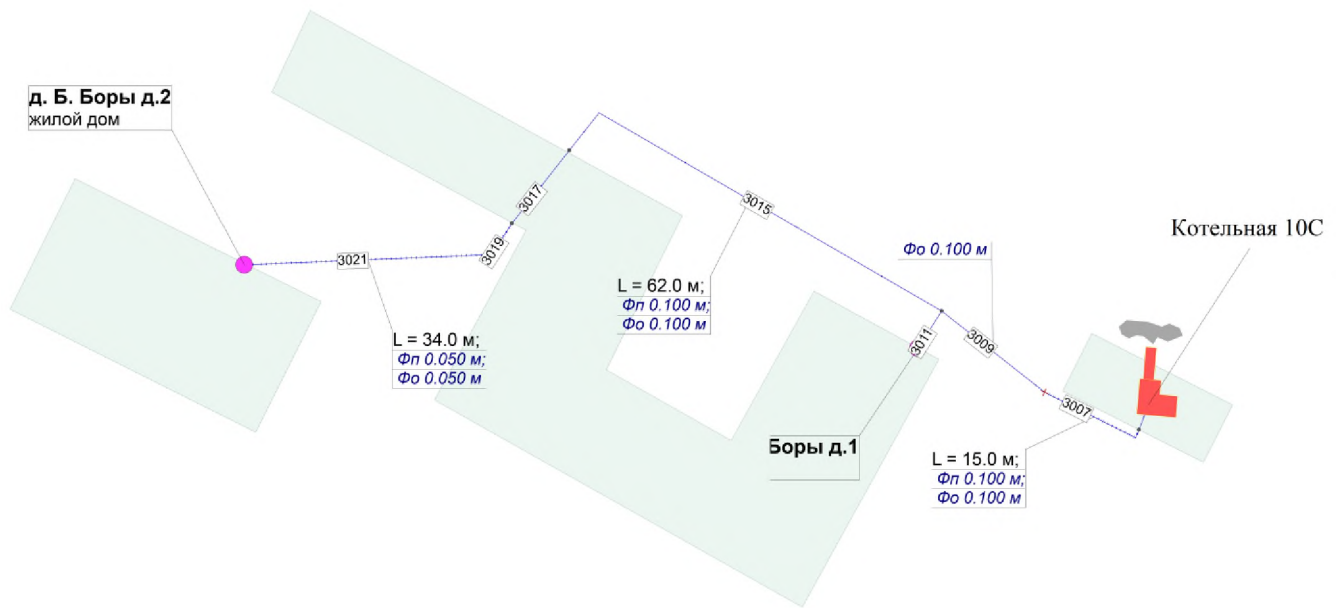 д. Б. Боры д.2
жилой дом
3017
3015
Котельная 10С
3019
3021
Фо 0.100 м
L = 62.0 м;
Фп 0.100 м;
Фо 0.100 м
3011
3009
L = 34.0 м;
Фп 0.050 м;
Фо 0.050 м
3007
Боры д.1
L = 15.0 м;
Фп 0.100 м;
Фо 0.100 м